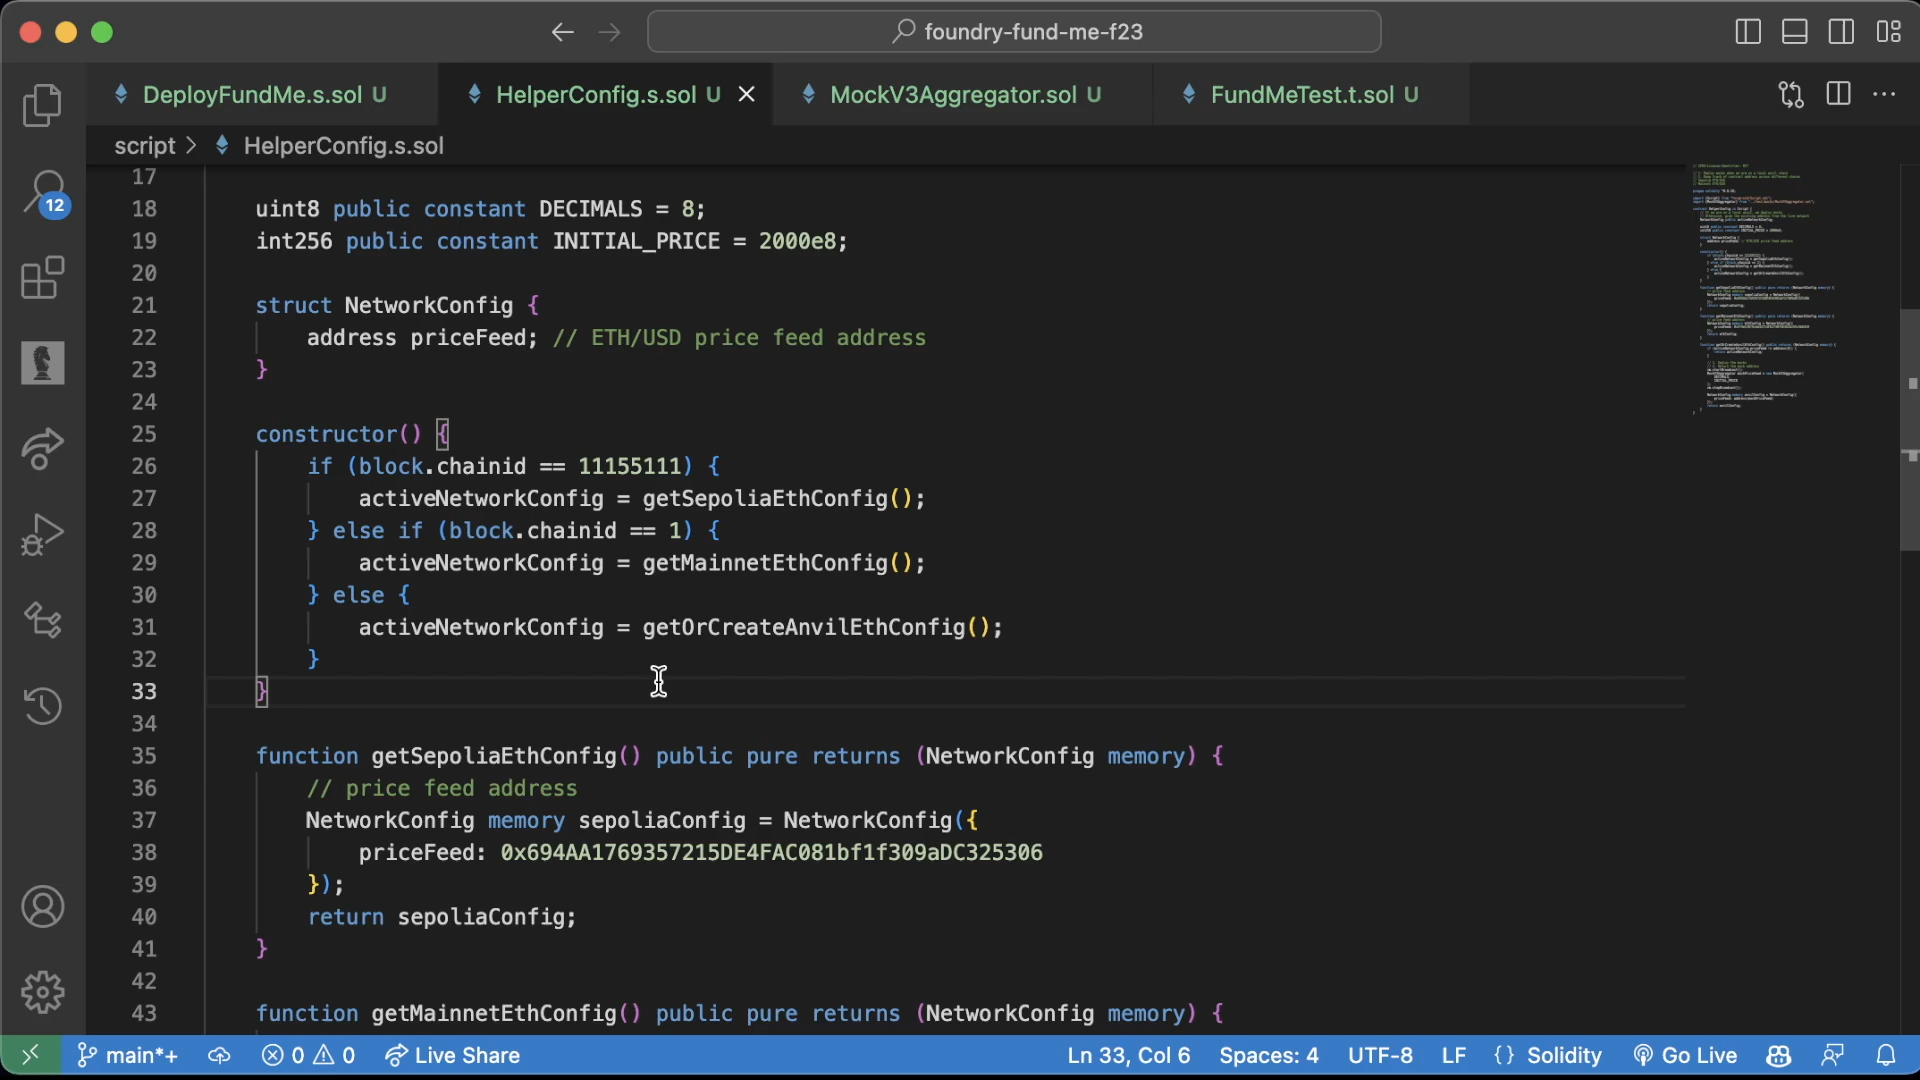 foundry-fund-me-f23
DeployFundMe.s.sol U
HelperConfig.s.sol U
MockV3Aggregator.sol U
FundMeTest.t.sol U
script > HelperConfig.s.sol
12
17
18 uint8 public constant DECIMALS = 8;
19 int256 public constant INITIAL_PRICE = 2000e8;
20
21 struct NetworkConfig {
22 address priceFeed; // ETH/USD price feed address
23 }
24
25 constructor() {
26 if (block.chainid == 11155111) {
27 activeNetworkConfig = getSepoliaEthConfig();
28 } else if (block.chainid == 1) {
29 activeNetworkConfig = getMainnetEthConfig();
30 } else {
31 activeNetworkConfig = getOrCreateAnvilEthConfig();
32 }
33 }
34
35 function getSepoliaEthConfig() public pure returns (NetworkConfig memory) {
36 // price feed address
37 NetworkConfig memory sepoliaConfig = NetworkConfig({
38 priceFeed: 0x694AA1769357215DE4FAC081bf1f309aDC325306
39 });
40 return sepoliaConfig;
41 }
42
43 function getMainnetEthConfig() public pure returns (NetworkConfig memory) {
main*+ 0 0 Live Share Ln 33, Col 6 Spaces: 4 UTF-8 LF {} Solidity Go Live